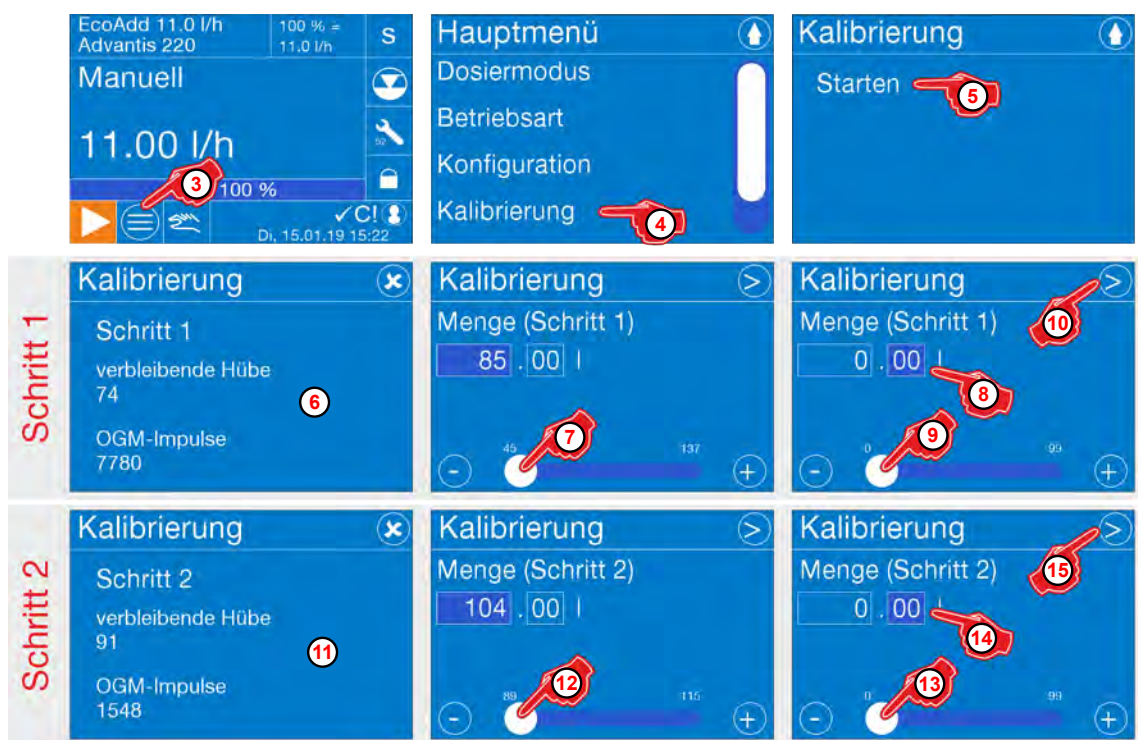 EcoAdd 11.0 l/h
Advantis 220
100 % =
11.0 l/h
S
Manuell
11.00 l/h
52
3
100 %
✓C!
Di, 15.01.19 15:22
Hauptmenü
Dosiermodus
Betriebsart
Konfiguration
Kalibrierung
4
Kalibrierung
Starten
5
Schritt 1
Kalibrierung
Schritt 1
verbleibende Hübe
74
6
OGM-Impulse
7780
Kalibrierung >
Menge (Schritt 1)
85 . 00 l
7
45 137
- +
Kalibrierung >
10
Menge (Schritt 1)
0 . 00 l
8
9
0 99
- +
Schritt 2
Kalibrierung
Schritt 2
verbleibende Hübe
91
11
OGM-Impulse
1548
Kalibrierung >
Menge (Schritt 2)
104 . 00 l
12
89 115
- +
Kalibrierung >
15
Menge (Schritt 2)
0 . 00 l
14
13
0 99
- +